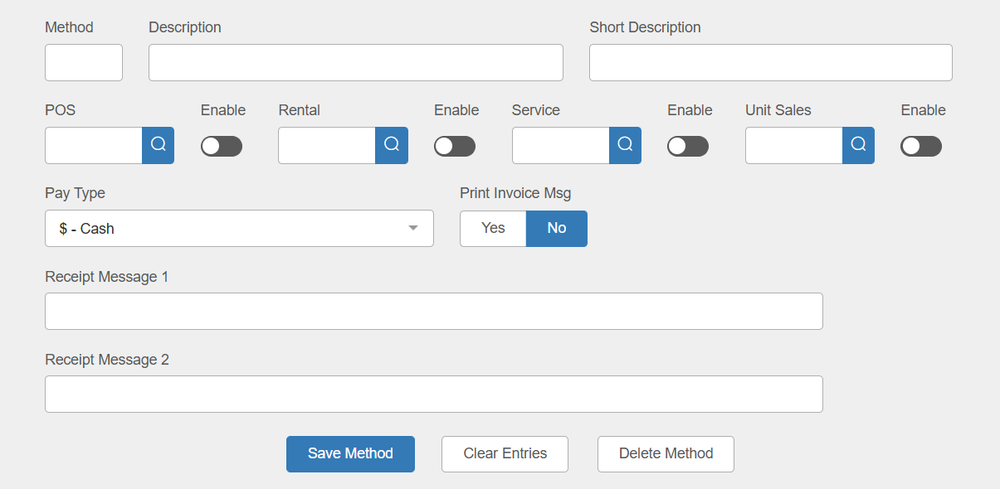 Method Description Short Description
POS Enable Rental Enable Service Enable Unit Sales Enable
Pay Type Print Invoice Msg
$ - Cash Yes No
Receipt Message 1
Receipt Message 2
Save Method Clear Entries Delete Method